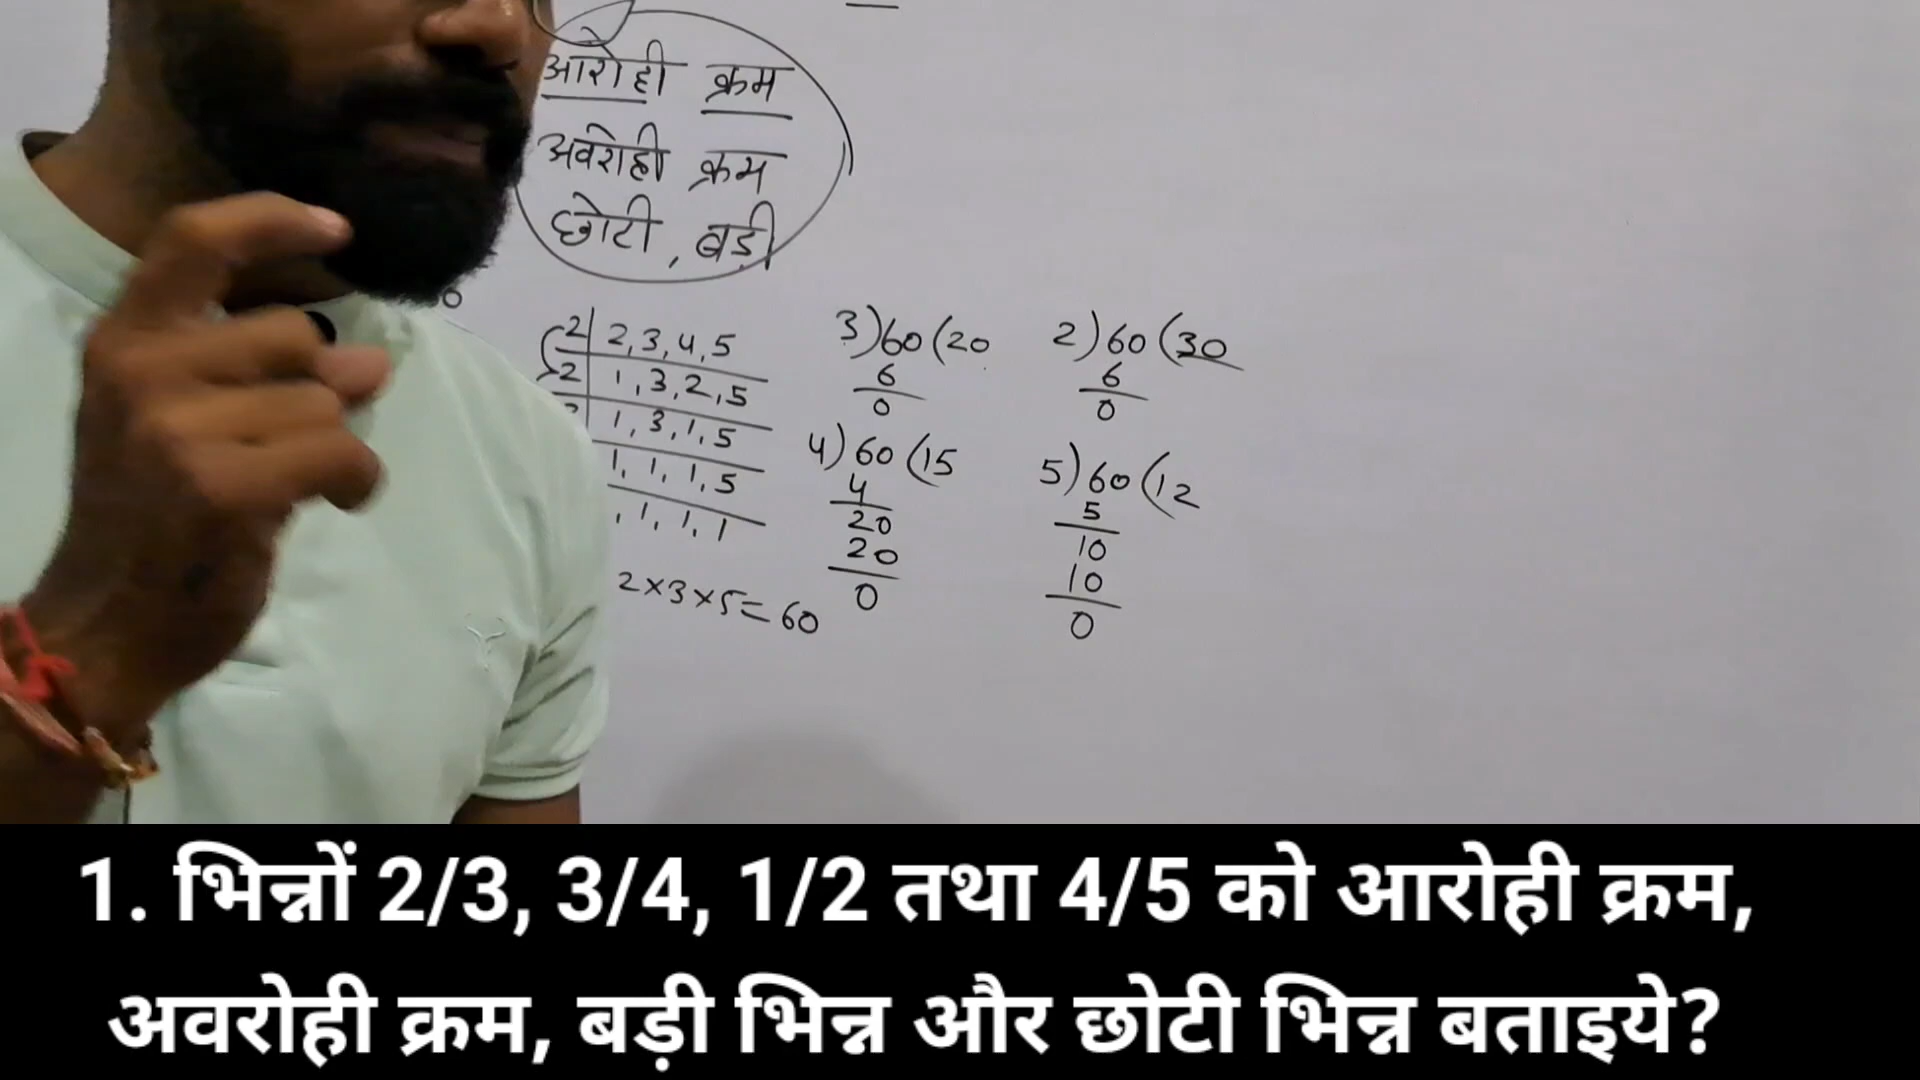 आरोही क्रम
अवरोही क्रम
छोटी, बड़ी
2 | 2, 3, 4, 5
2 | 1, 3, 2, 5
1, 3, 1, 5
1, 1, 1, 5
, 1, 1, 1
2×3×5=60
3)60(20
6
0
2)60(30
6
0
4)60(15
4
20
20
0
5)60(12
5
10
10
0
1. भिन्नों 2/3, 3/4, 1/2 तथा 4/5 को आरोही क्रम,
अवरोही क्रम, बड़ी भिन्न और छोटी भिन्न बताइये?